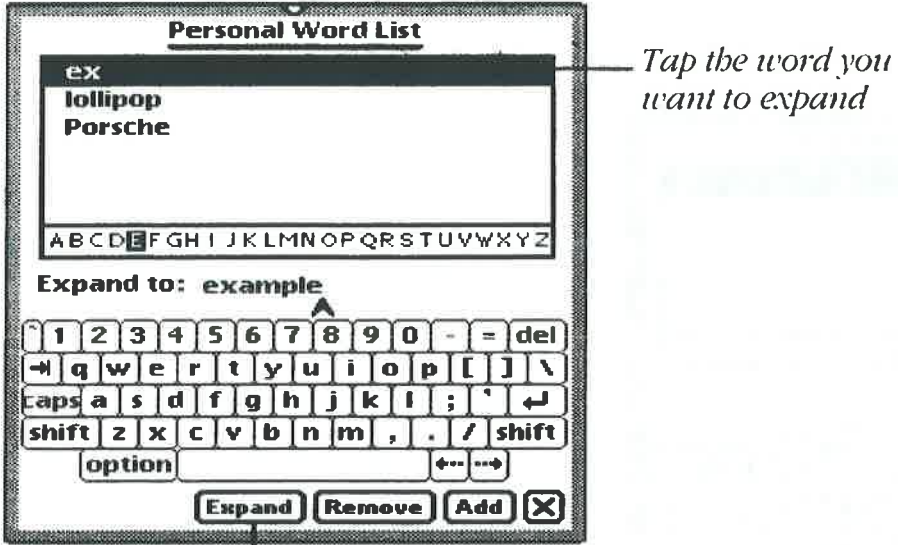 Personal Word List
ex
lollipop
Porsche
A B C D E F G H I J K L M N O P Q R S T U V W X Y Z
Expand to: example
` 1 2 3 4 5 6 7 8 9 0 - = del
q w e r t y u i o p [ ] \
caps a s d f g h j k l ; '
shift z x c v b n m , . / shift
option
Expand Remove Add
Tap the word you
want to expand